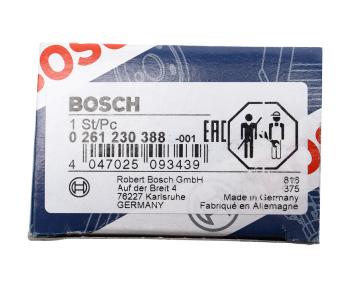 BOSCH
BOSCH
1 St/Pc
0 261 230 388 -001
EAC
4 047025 093439
Robert Bosch GmbH
Auf der Breit 4
76227 Karlsruhe
GERMANY
816
375
Made in Germany
Fabriqué en Allemagne